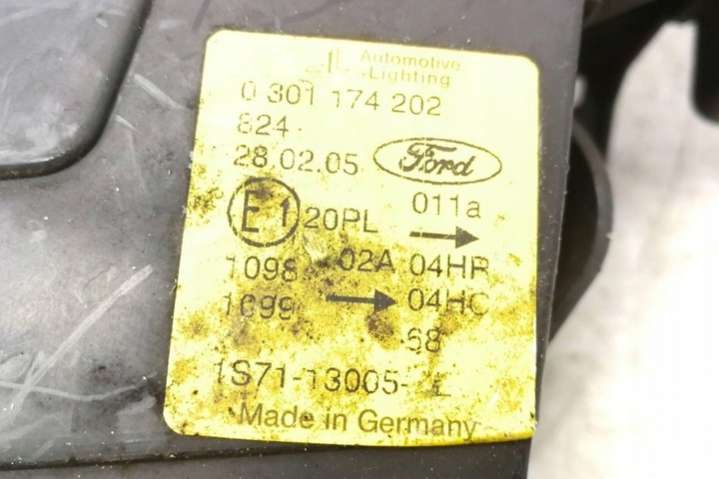 AL Automotive
Lighting
0 301 174 202
824
28.02.05 Ford
E1 20PL 011a
1098 02A 04HR
1699 04HC
68
1S71-13005-
Made in Germany